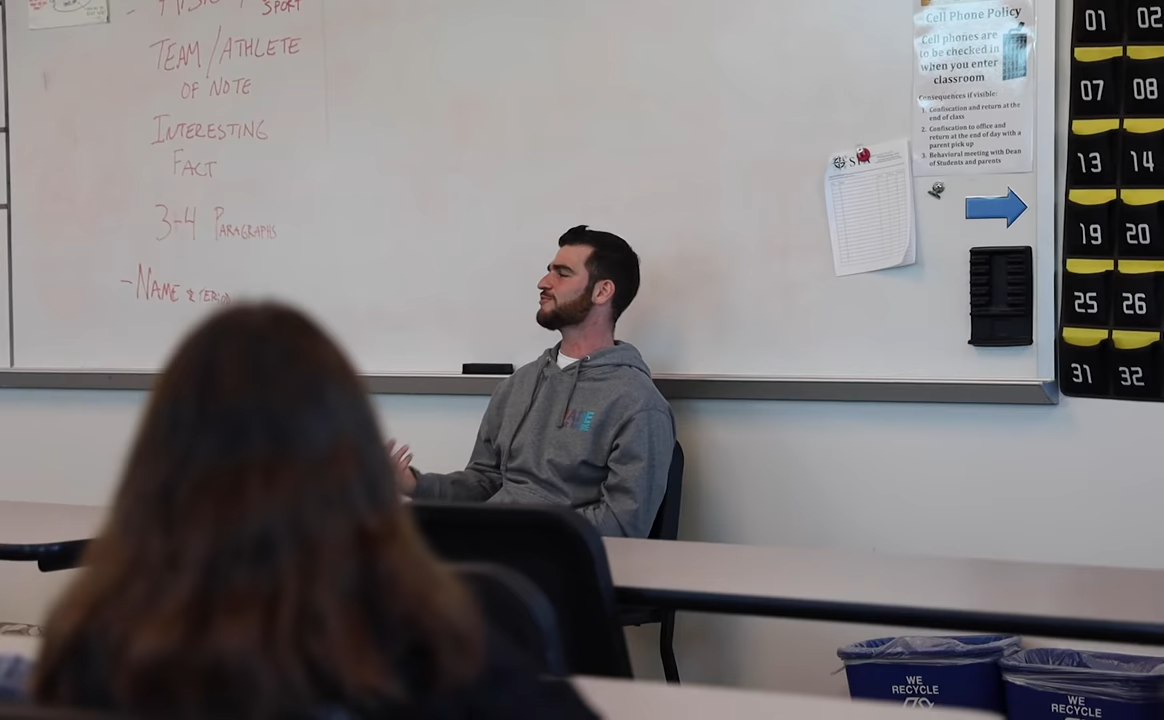 SPORT
TEAM/ATHLETE
OF NOTE
INTERESTING
FACT
3-4 PARAGRAPHS
-NAME &
Cell Phone Policy
Cell phones are
to be checked in
when you enter
classroom
Consequences if visible:
1. Confiscation and return at the
end of class
2. Confiscation to office and
return at the end of day with a
parent pick up
3. Behavioral meeting with Dean
of Students and parents
01 02
07 08
13 14
19 20
25 26
31 32
WE
RECYCLE
WE
RECYCLE